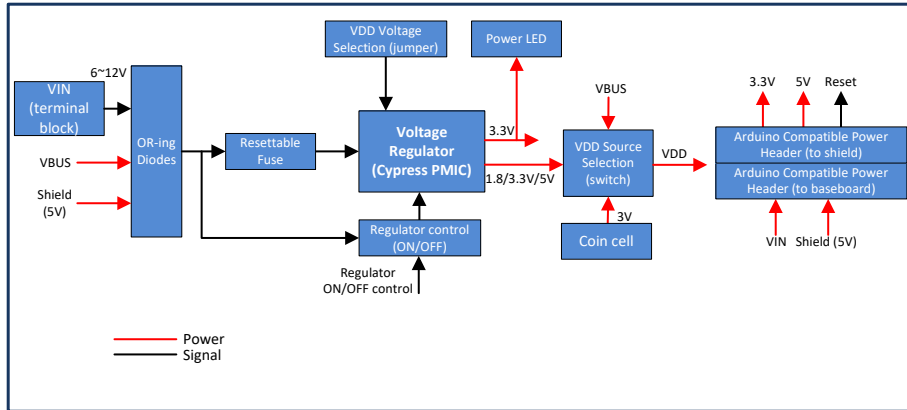 VDD Voltage
Selection (jumper)
Power LED
6~12V
VIN
(terminal
block)
VBUS
Shield
(5V)
OR-ing
Diodes
Resettable
Fuse
Voltage
Regulator
(Cypress PMIC)
3.3V
1.8/3.3V/5V
Regulator control
(ON/OFF)
Regulator
ON/OFF control
VBUS
VDD Source
Selection
(switch)
VDD
3V
Coin cell
3.3V
5V
Reset
Arduino Compatible Power
Header (to shield)
Arduino Compatible Power
Header (to baseboard)
VIN
Shield (5V)
Power
Signal